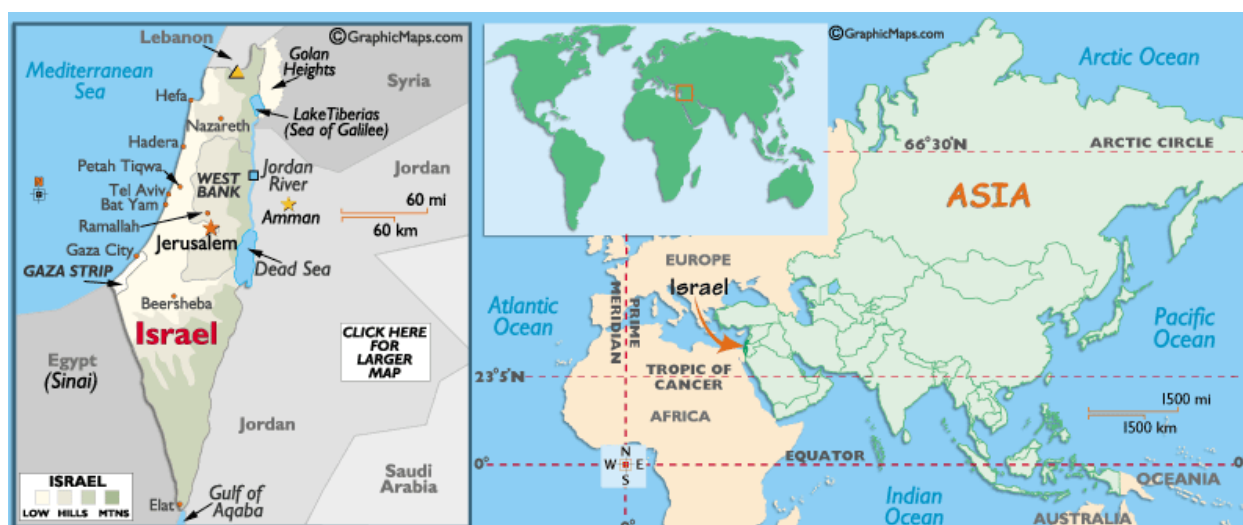 Lebanon
©GraphicMaps.com
Mediterranean
Sea
Golan
Heights
Syria
Hefa
Lake Tiberias
(Sea of Galilee)
Nazareth
Hadera
Petah Tiqwa
WEST
BANK
Jordan
River
Jordan
Tel Aviv
Bat Yam
Amman
60 mi
60 km
Ramallah
Jerusalem
Gaza City
Dead Sea
GAZA STRIP
Beersheba
Israel
CLICK HERE
FOR
LARGER
MAP
Egypt
(Sinai)
Jordan
Saudi
Arabia
ISRAEL
LOW HILLS MTNS
Elat
Gulf of
Aqaba
©GraphicMaps.com
Arctic Ocean
66°30'N
ARCTIC CIRCLE
ASIA
EUROPE
Israel
Atlantic
Ocean
MERIDIAN
PRIME
Pacific
Ocean
23°5'N
TROPIC OF
CANCER
AFRICA
1500 mi
1500 km
N
W E
S
0°
EQUATOR
0
OCEANIA
Indian
Ocean
AUSTRALIA
0°